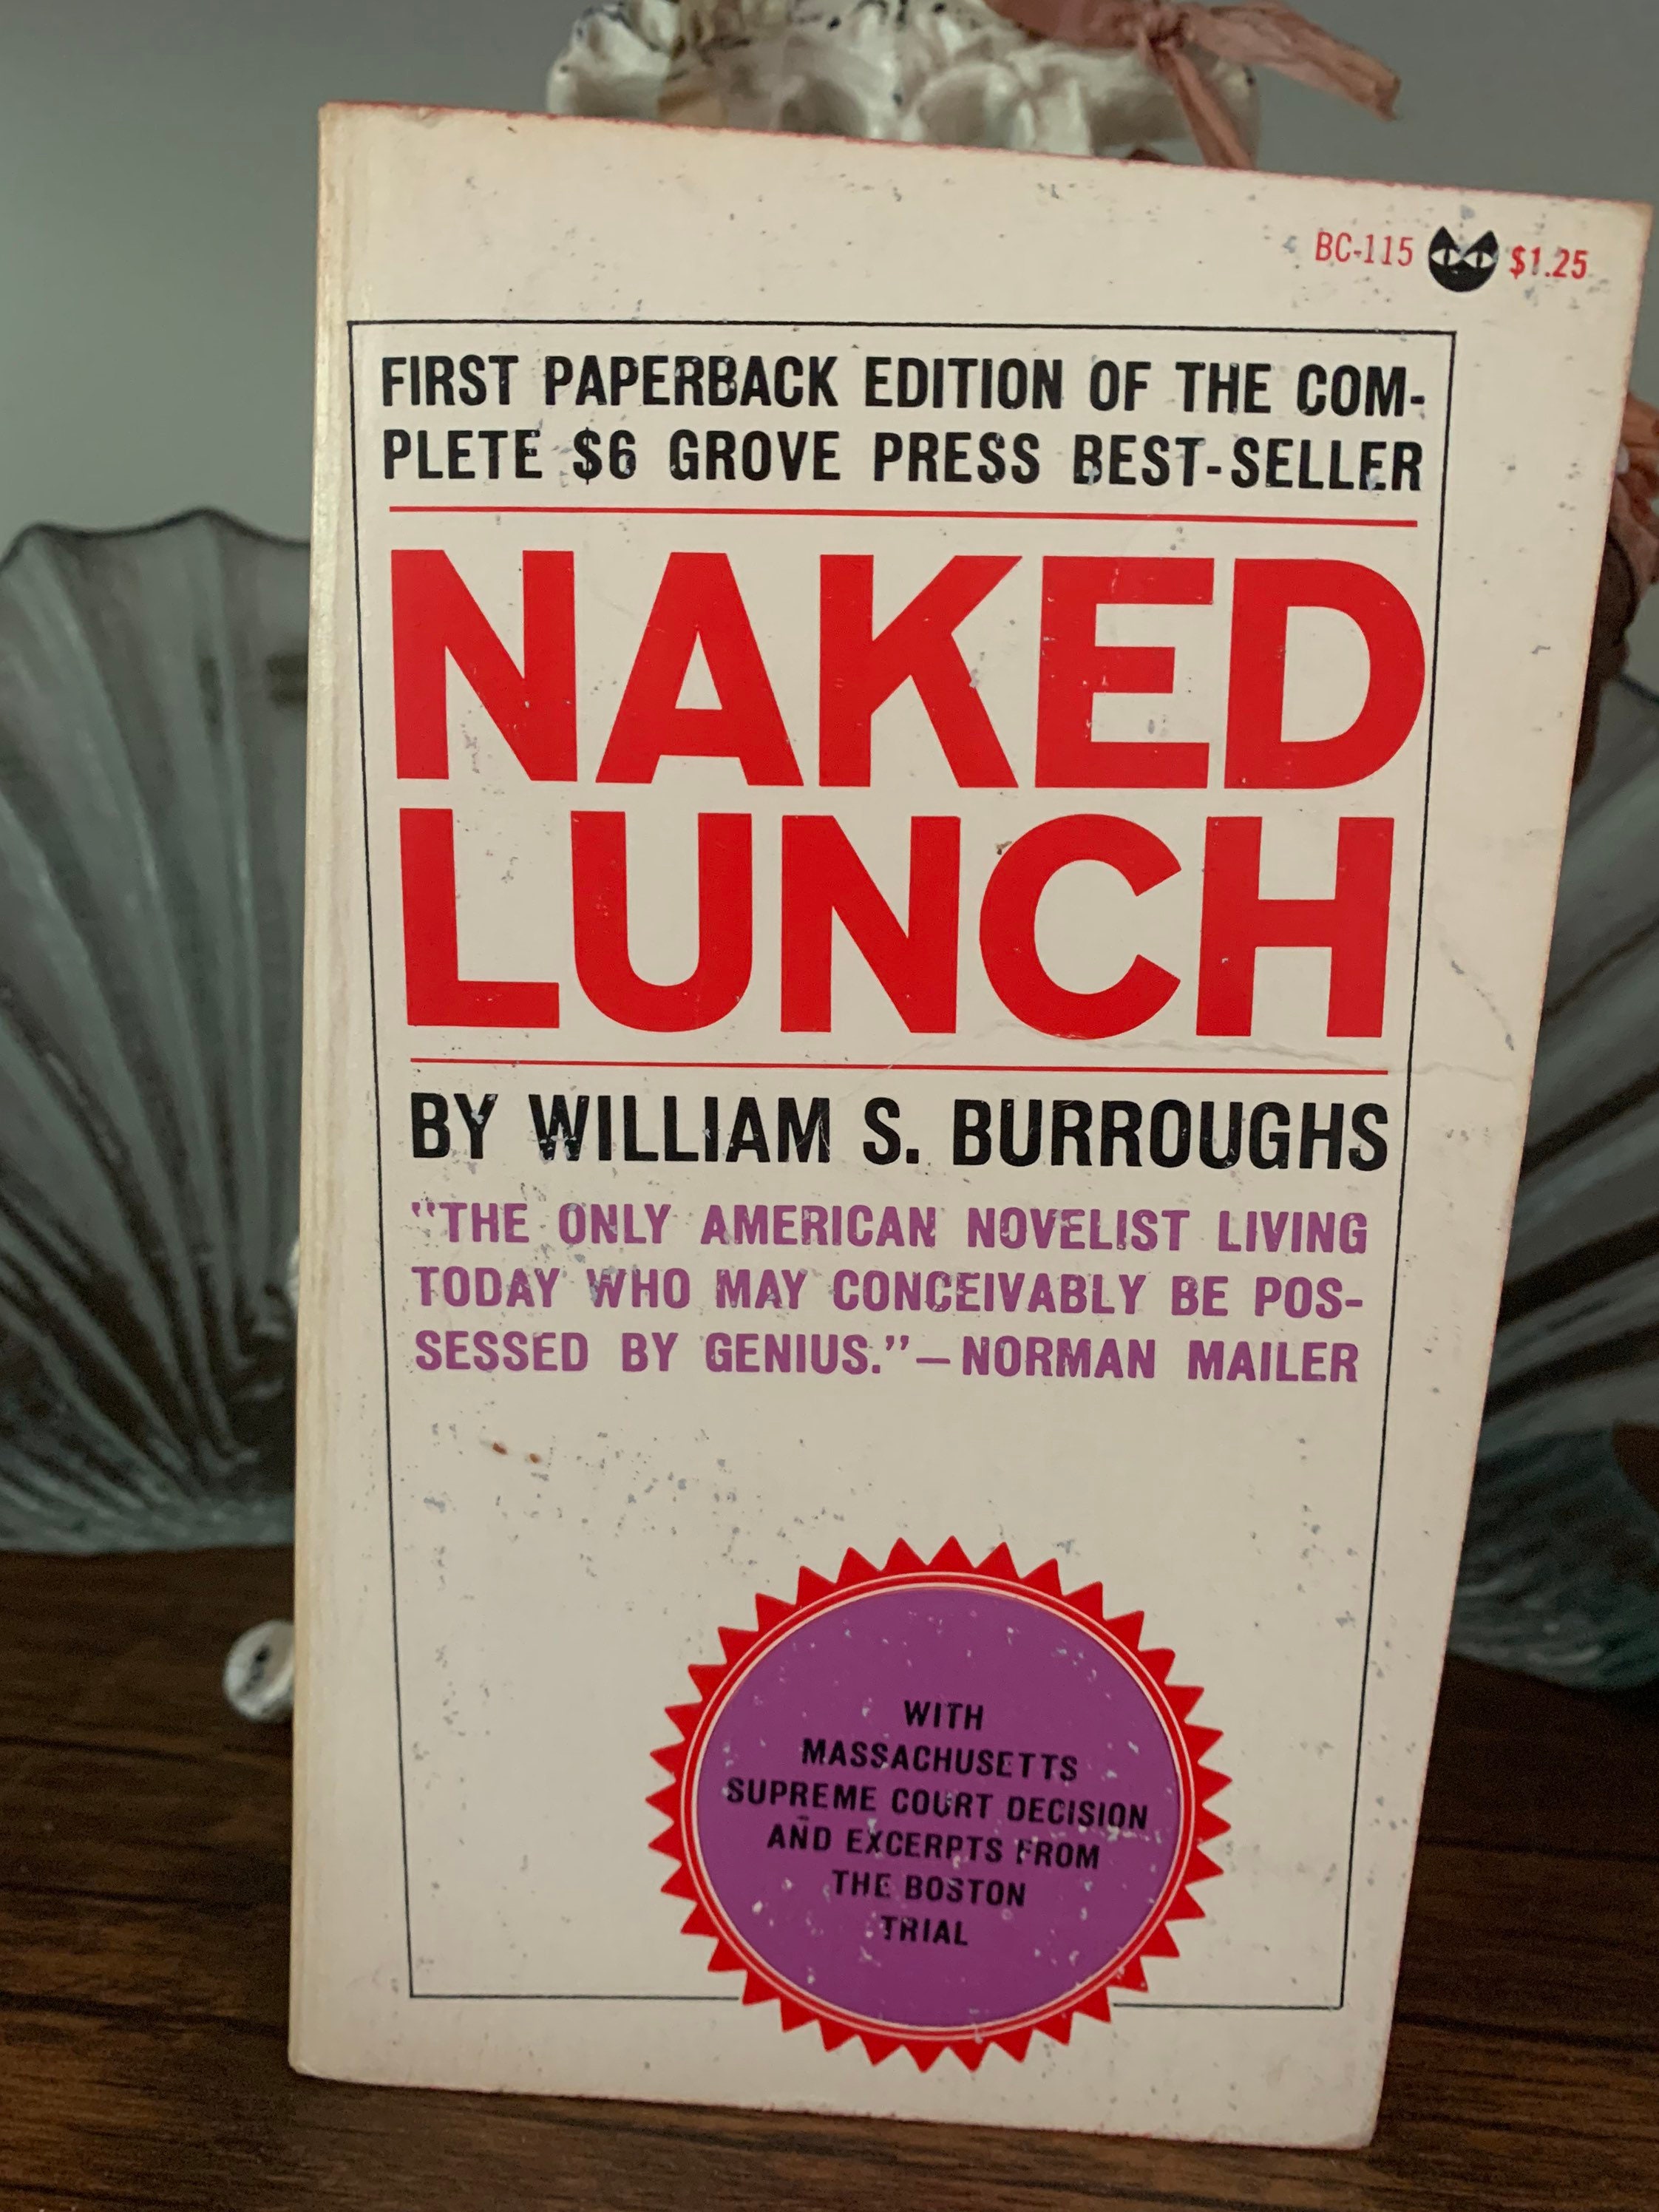 BC-115 $1.25
FIRST PAPERBACK EDITION OF THE COM-
PLETE $6 GROVE PRESS BEST-SELLER
NAKED
LUNCH
BY WILLIAM S. BURROUGHS
"THE ONLY AMERICAN NOVELIST LIVING
TODAY WHO MAY CONCEIVABLY BE POS-
SESSED BY GENIUS."—NORMAN MAILER
WITH
MASSACHUSETTS
SUPREME COURT DECISION
AND EXCERPTS FROM
THE BOSTON
TRIAL